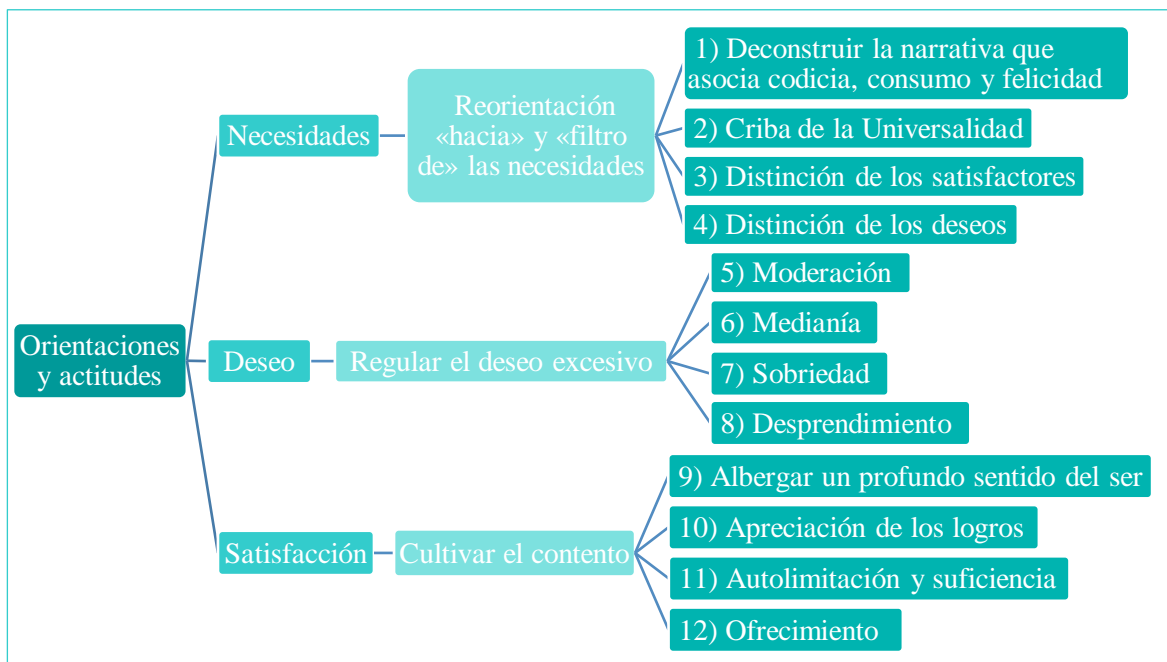 Orientaciones
y actitudes
Necesidades
Reorientación
«hacia» y «filtro
de» las necesidades
1) Deconstruir la narrativa que
asocia codicia, consumo y felicidad
2) Criba de la Universalidad
3) Distinción de los satisfactores
4) Distinción de los deseos
Deseo
Regular el deseo excesivo
5) Moderación
6) Medianía
7) Sobriedad
8) Desprendimiento
Satisfacción
Cultivar el contento
9) Albergar un profundo sentido del ser
10) Apreciación de los logros
11) Autolimitación y suficiencia
12) Ofrecimiento